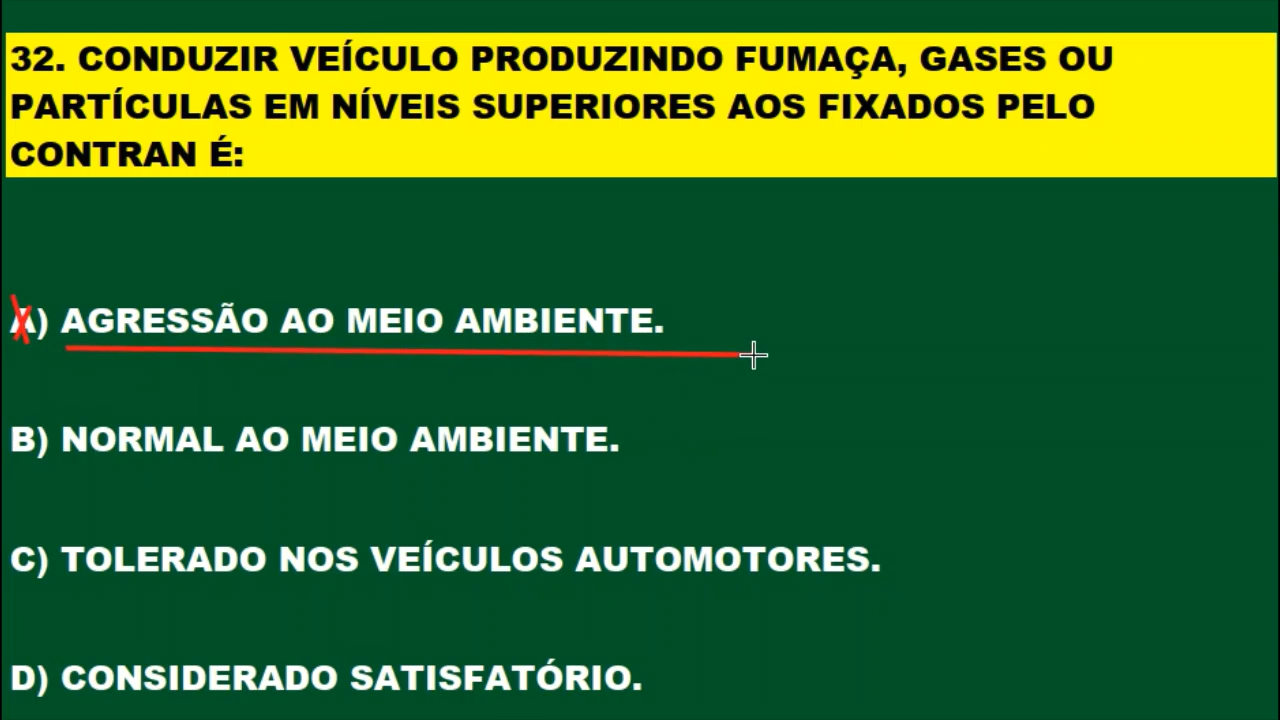 32. CONDUZIR VEÍCULO PRODUZINDO FUMAÇA, GASES OU
PARTÍCULAS EM NÍVEIS SUPERIORES AOS FIXADOS PELO
CONTRAN É:
A) AGRESSÃO AO MEIO AMBIENTE.
B) NORMAL AO MEIO AMBIENTE.
C) TOLERADO NOS VEÍCULOS AUTOMOTORES.
D) CONSIDERADO SATISFATÓRIO.